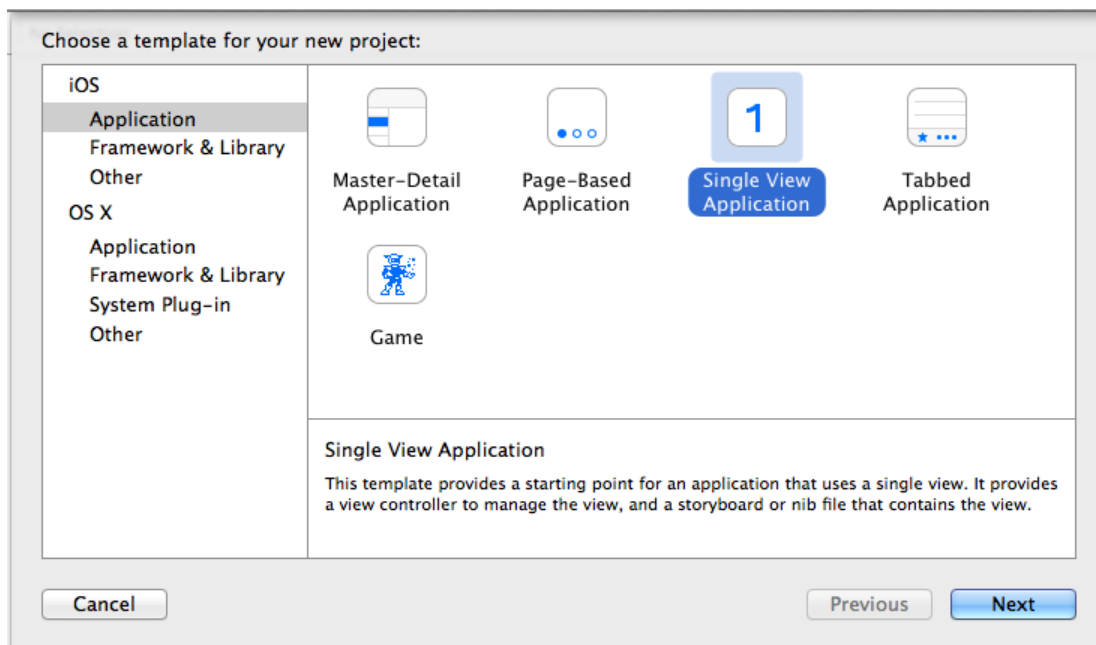 Choose a template for your new project:
iOS
Application
Framework & Library
Other
OS X
Application
Framework & Library
System Plug-in
Other
Master-Detail
Application
Page-Based
Application
1
Single View
Application
Tabbed
Application
Game
Single View Application
This template provides a starting point for an application that uses a single view. It provides
a view controller to manage the view, and a storyboard or nib file that contains the view.
Cancel
Previous
Next